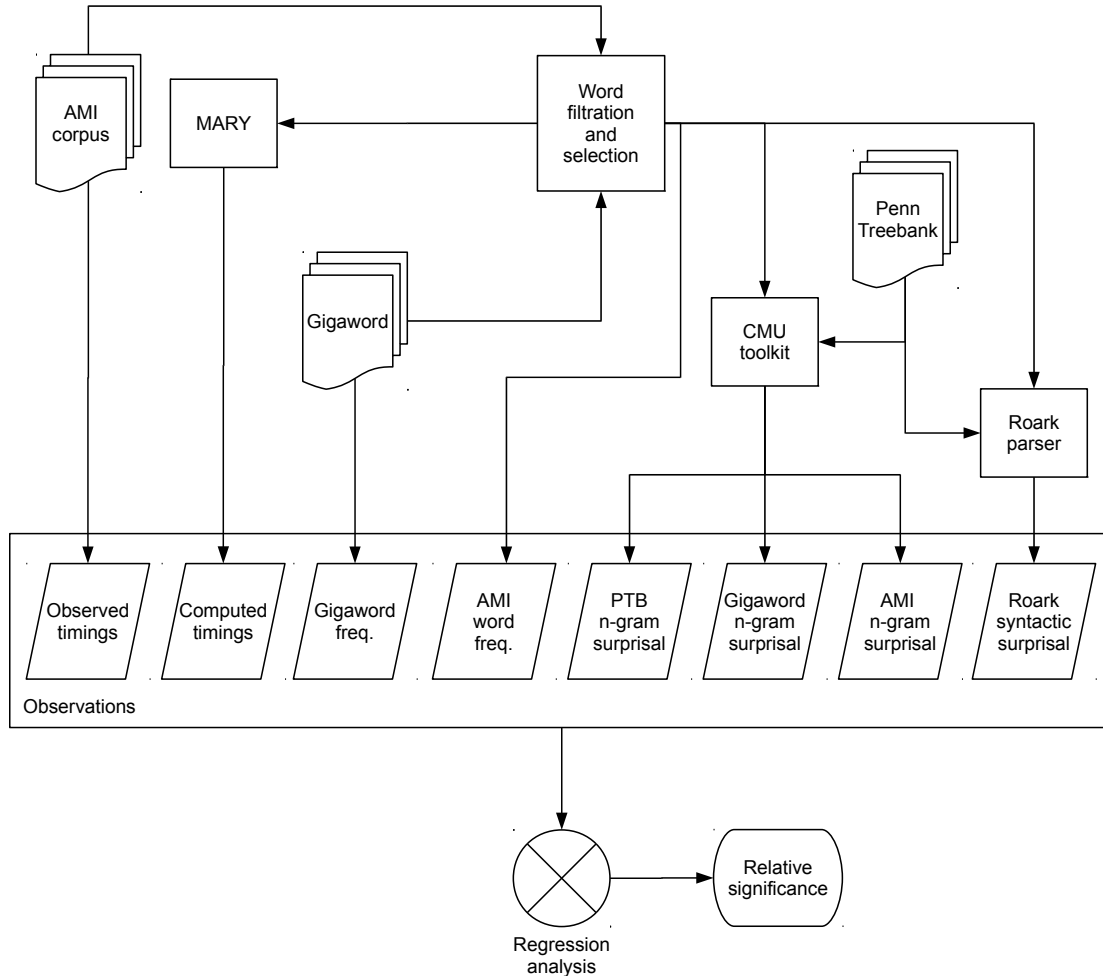 AMI
corpus
MARY
Word
filtration
and
selection
Penn
Treebank
Gigaword
CMU
toolkit
Roark
parser
Observed
timings
Computed
timings
Gigaword
freq.
AMI
word
freq.
PTB
n-gram
surprisal
Gigaword
n-gram
surprisal
AMI
n-gram
surprisal
Roark
syntactic
surprisal
Observations
Relative
significance
Regression
analysis